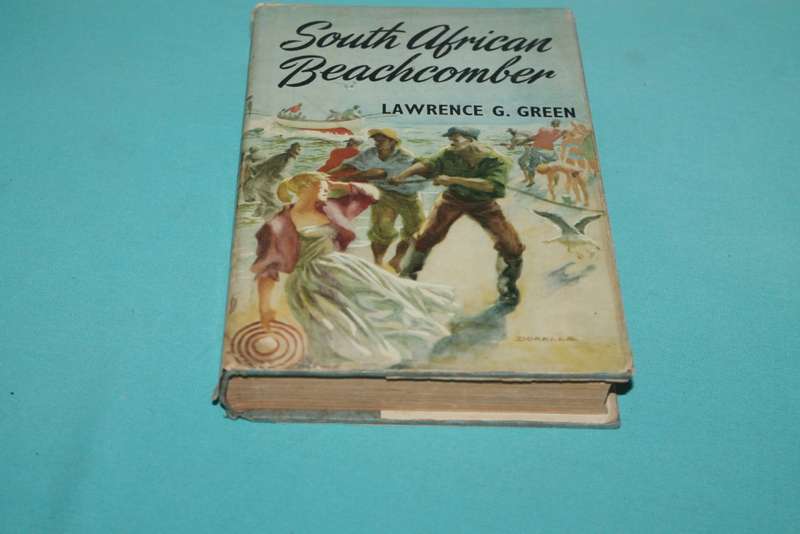 South African
Beachcomber
LAWRENCE G. GREEN